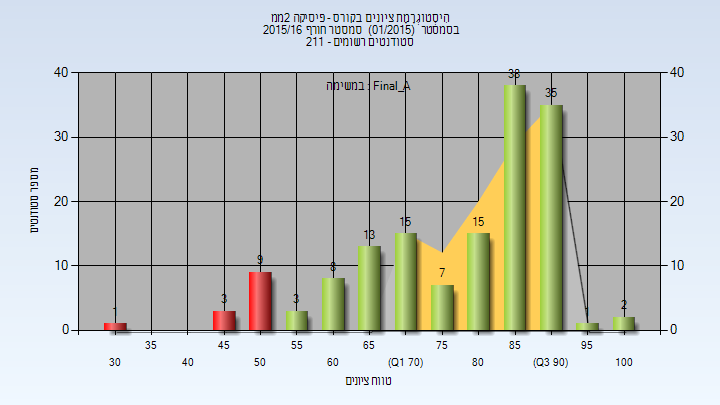 הִיסְטוֹגְרָמַת ציונים בקורס - פיסיקה 2ממ
בסמסטר (01/2015) סמסטר חורף 2015/16
סטודנטים רשומים - 211
במשימה : Final_A
מספר סטודנטים
40 40
30 30
20 20
10 10
0 0
1 3 9 3 8 13 15 7 15 38 35 1 2
35 45 55 65 75 85 95
30 40 50 60 (Q1 70) 80 (Q3 90) 100
טווח ציונים